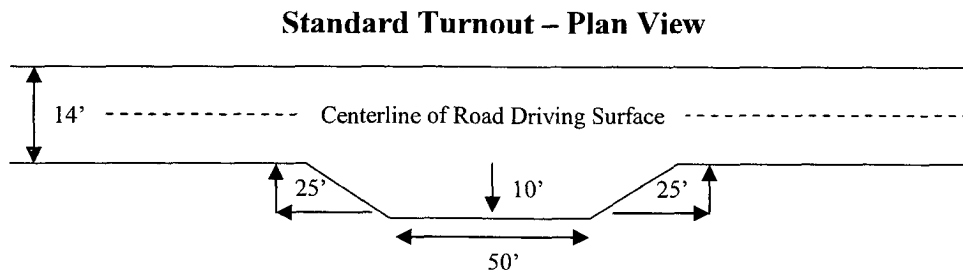 Standard Turnout – Plan View
14’
Centerline of Road Driving Surface
25’
10’
25’
50’